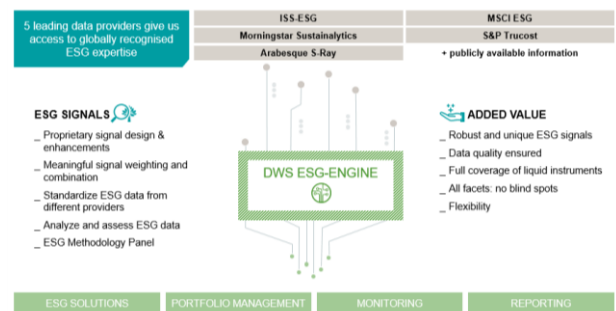 5 leading data providers give us
access to globally recognised
ESG expertise
ISS-ESG
MSCI ESG
Morningstar Sustainalytics
S&P Trucost
Arabesque S-Ray
+ publicly available information
ESG SIGNALS
_ Proprietary signal design &
enhancements
_ Meaningful signal weighting and
combination
_ Standardize ESG data from
different providers
_ Analyze and assess ESG data
_ ESG Methodology Panel
DWS ESG-ENGINE
ADDED VALUE
_ Robust and unique ESG signals
_ Data quality ensured
_ Full coverage of liquid instruments
_ All facets: no blind spots
_ Flexibility
ESG SOLUTIONS
PORTFOLIO MANAGEMENT
MONITORING
REPORTING